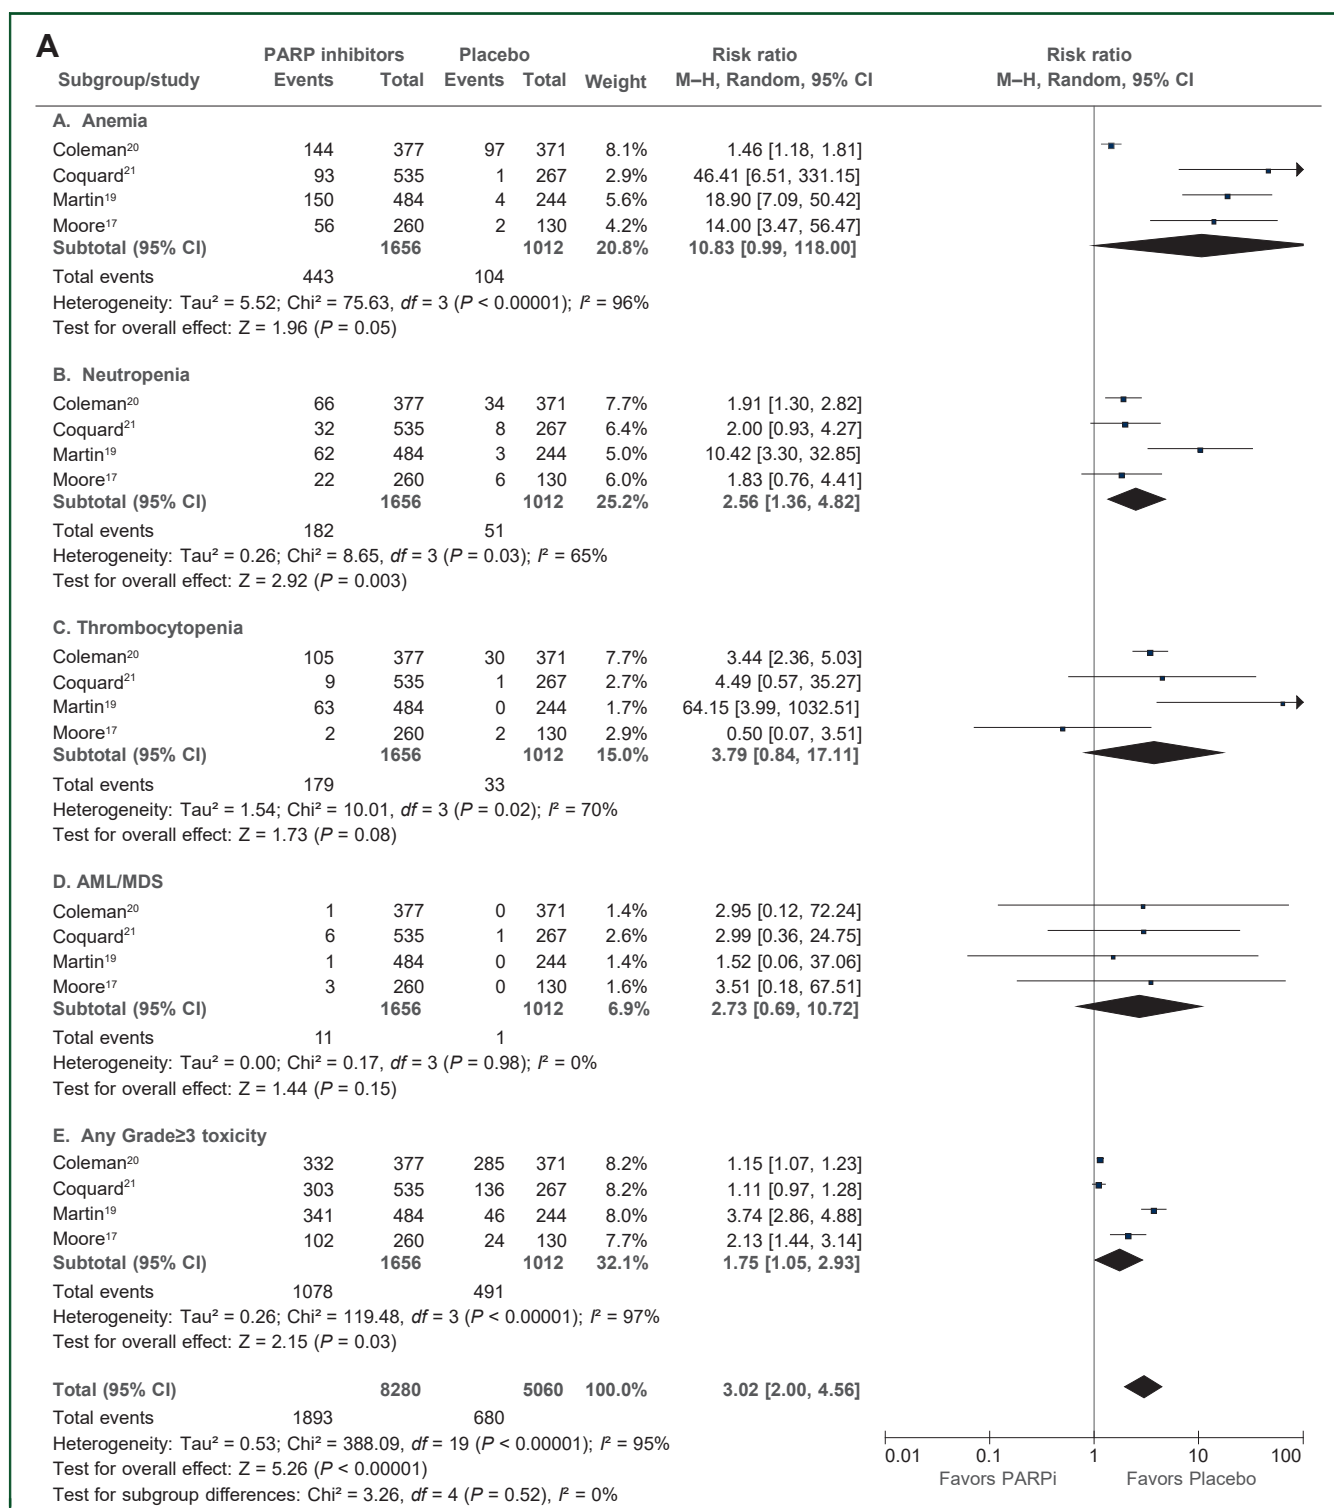 A
PARP inhibitors Placebo Risk ratio Risk ratio
Subgroup/study Events Total Events Total Weight M–H, Random, 95% CI M–H, Random, 95% CI
A. Anemia
Coleman²⁰ 144 377 97 371 8.1% 1.46 [1.18, 1.81]
Coquard²¹ 93 535 1 267 2.9% 46.41 [6.51, 331.15]
Martin¹⁹ 150 484 4 244 5.6% 18.90 [7.09, 50.42]
Moore¹⁷ 56 260 2 130 4.2% 14.00 [3.47, 56.47]
Subtotal (95% CI) 1656 1012 20.8% 10.83 [0.99, 118.00]
Total events 443 104
Heterogeneity: Tau² = 5.52; Chi² = 75.63, df = 3 (P < 0.00001); I² = 96%
Test for overall effect: Z = 1.96 (P = 0.05)
B. Neutropenia
Coleman²⁰ 66 377 34 371 7.7% 1.91 [1.30, 2.82]
Coquard²¹ 32 535 8 267 6.4% 2.00 [0.93, 4.27]
Martin¹⁹ 62 484 3 244 5.0% 10.42 [3.30, 32.85]
Moore¹⁷ 22 260 6 130 6.0% 1.83 [0.76, 4.41]
Subtotal (95% CI) 1656 1012 25.2% 2.56 [1.36, 4.82]
Total events 182 51
Heterogeneity: Tau² = 0.26; Chi² = 8.65, df = 3 (P = 0.03); I² = 65%
Test for overall effect: Z = 2.92 (P = 0.003)
C. Thrombocytopenia
Coleman²⁰ 105 377 30 371 7.7% 3.44 [2.36, 5.03]
Coquard²¹ 9 535 1 267 2.7% 4.49 [0.57, 35.27]
Martin¹⁹ 63 484 0 244 1.7% 64.15 [3.99, 1032.51]
Moore¹⁷ 2 260 2 130 2.9% 0.50 [0.07, 3.51]
Subtotal (95% CI) 1656 1012 15.0% 3.79 [0.84, 17.11]
Total events 179 33
Heterogeneity: Tau² = 1.54; Chi² = 10.01, df = 3 (P = 0.02); I² = 70%
Test for overall effect: Z = 1.73 (P = 0.08)
D. AML/MDS
Coleman²⁰ 1 377 0 371 1.4% 2.95 [0.12, 72.24]
Coquard²¹ 6 535 1 267 2.6% 2.99 [0.36, 24.75]
Martin¹⁹ 1 484 0 244 1.4% 1.52 [0.06, 37.06]
Moore¹⁷ 3 260 0 130 1.6% 3.51 [0.18, 67.51]
Subtotal (95% CI) 1656 1012 6.9% 2.73 [0.69, 10.72]
Total events 11 1
Heterogeneity: Tau² = 0.00; Chi² = 0.17, df = 3 (P = 0.98); I² = 0%
Test for overall effect: Z = 1.44 (P = 0.15)
E. Any Grade≥3 toxicity
Coleman²⁰ 332 377 285 371 8.2% 1.15 [1.07, 1.23]
Coquard²¹ 303 535 136 267 8.2% 1.11 [0.97, 1.28]
Martin¹⁹ 341 484 46 244 8.0% 3.74 [2.86, 4.88]
Moore¹⁷ 102 260 24 130 7.7% 2.13 [1.44, 3.14]
Subtotal (95% CI) 1656 1012 32.1% 1.75 [1.05, 2.93]
Total events 1078 491
Heterogeneity: Tau² = 0.26; Chi² = 119.48, df = 3 (P < 0.00001); I² = 97%
Test for overall effect: Z = 2.15 (P = 0.03)
Total (95% CI) 8280 5060 100.0% 3.02 [2.00, 4.56]
Total events 1893 680
Heterogeneity: Tau² = 0.53; Chi² = 388.09, df = 19 (P < 0.00001); I² = 95%
Test for overall effect: Z = 5.26 (P < 0.00001)
Test for subgroup differences: Chi² = 3.26, df = 4 (P = 0.52), I² = 0%
0.01 0.1 1 10 100
Favors PARPi Favors Placebo